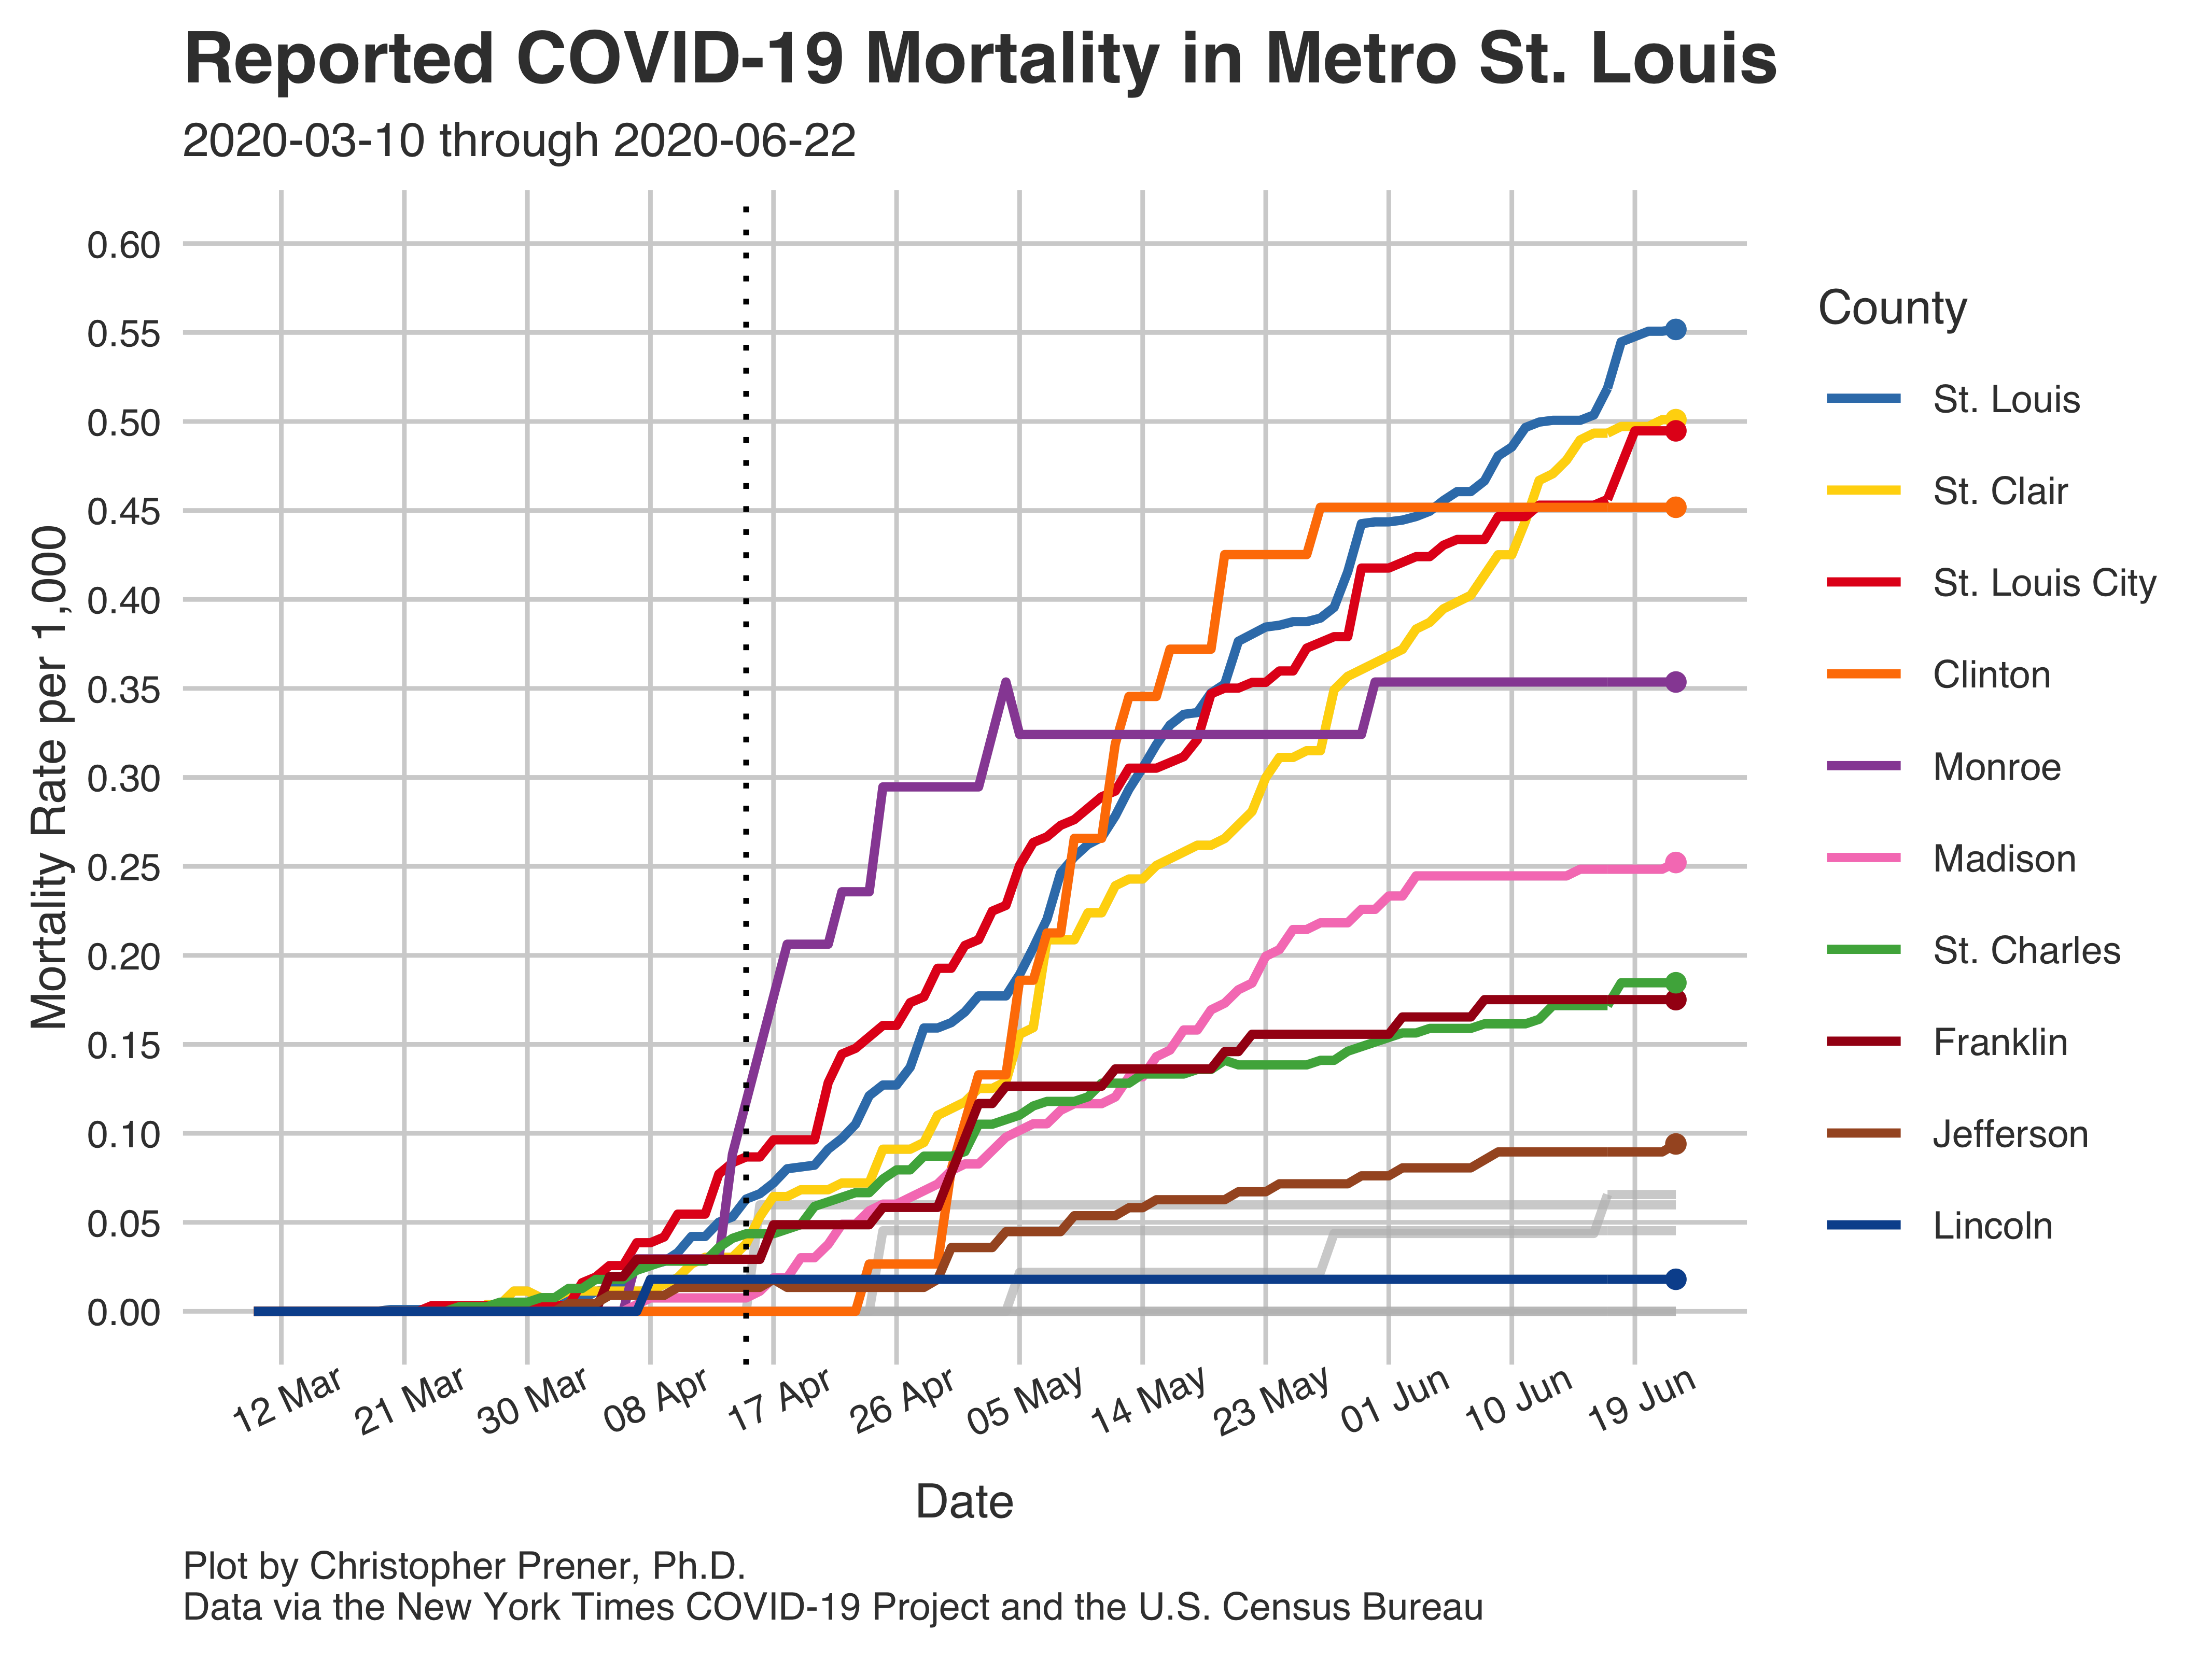 Reported COVID-19 Mortality in Metro St. Louis
2020-03-10 through 2020-06-22
Mortality Rate per 1,000
0.60
0.55
0.50
0.45
0.40
0.35
0.30
0.25
0.20
0.15
0.10
0.05
0.00
12 Mar
21 Mar
30 Mar
08 Apr
17 Apr
26 Apr
05 May
14 May
23 May
01 Jun
10 Jun
19 Jun
Date
County
St. Louis
St. Clair
St. Louis City
Clinton
Monroe
Madison
St. Charles
Franklin
Jefferson
Lincoln
Plot by Christopher Prener, Ph.D.
Data via the New York Times COVID-19 Project and the U.S. Census Bureau